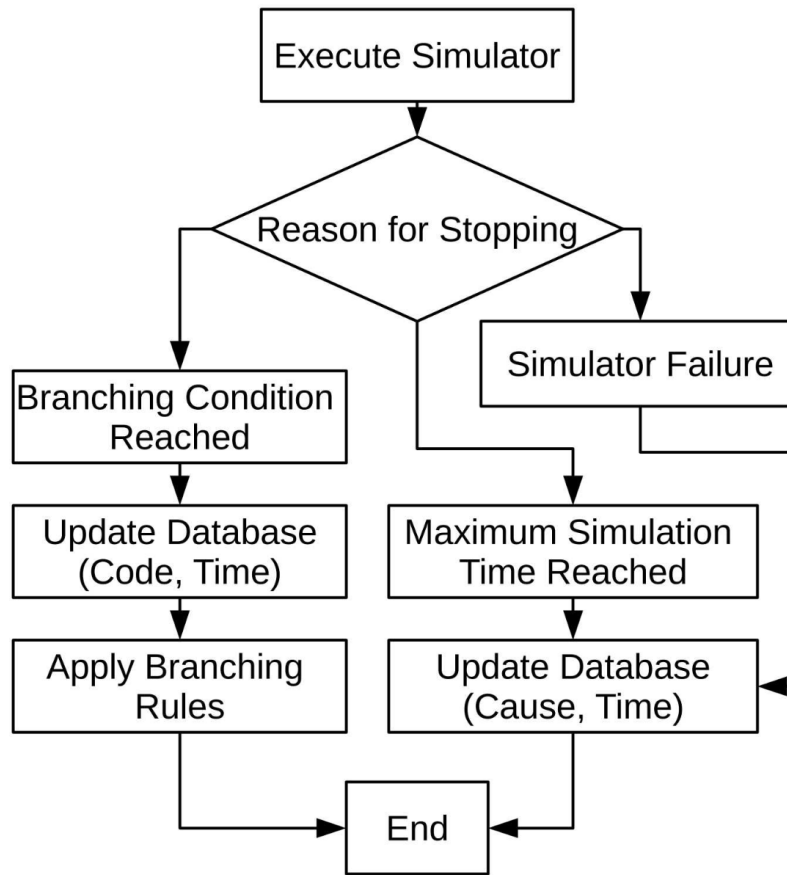 Execute Simulator
Reason for Stopping
Simulator Failure
Branching Condition
Reached
Update Database
(Code, Time)
Maximum Simulation
Time Reached
Apply Branching
Rules
Update Database
(Cause, Time)
End